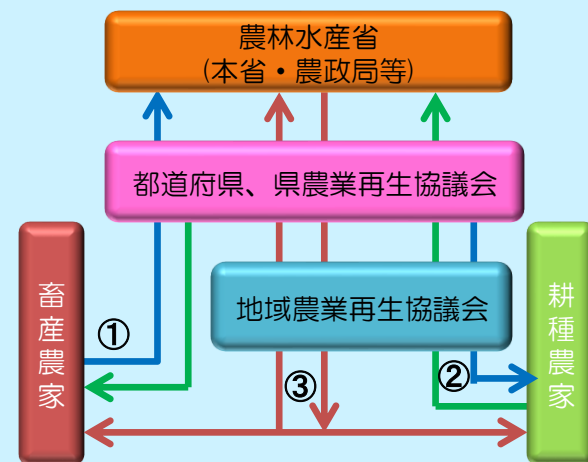 農林水産省
(本省・農政局等)
都道府県、県農業再生協議会
畜産農家
地域農業再生協議会
耕種農家
①
②
③